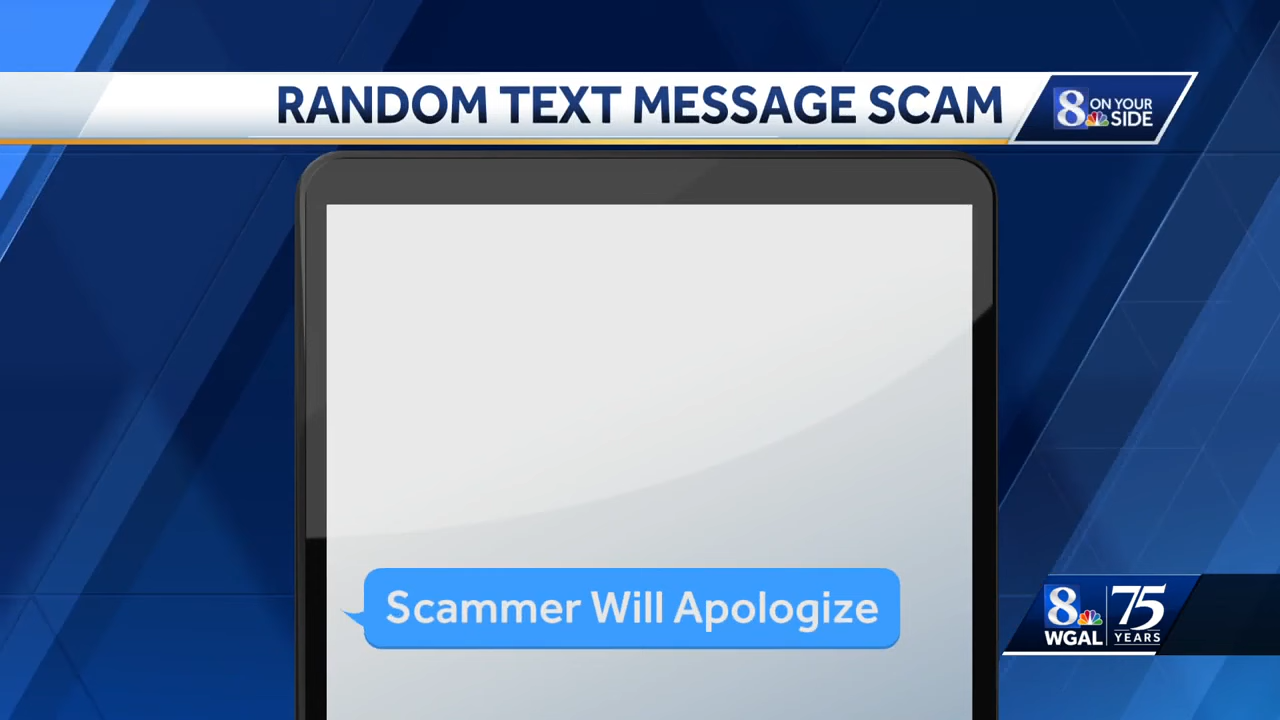 RANDOM TEXT MESSAGE SCAM
8 ON YOUR
SIDE
Scammer Will Apologize
8 75
WGAL YEARS